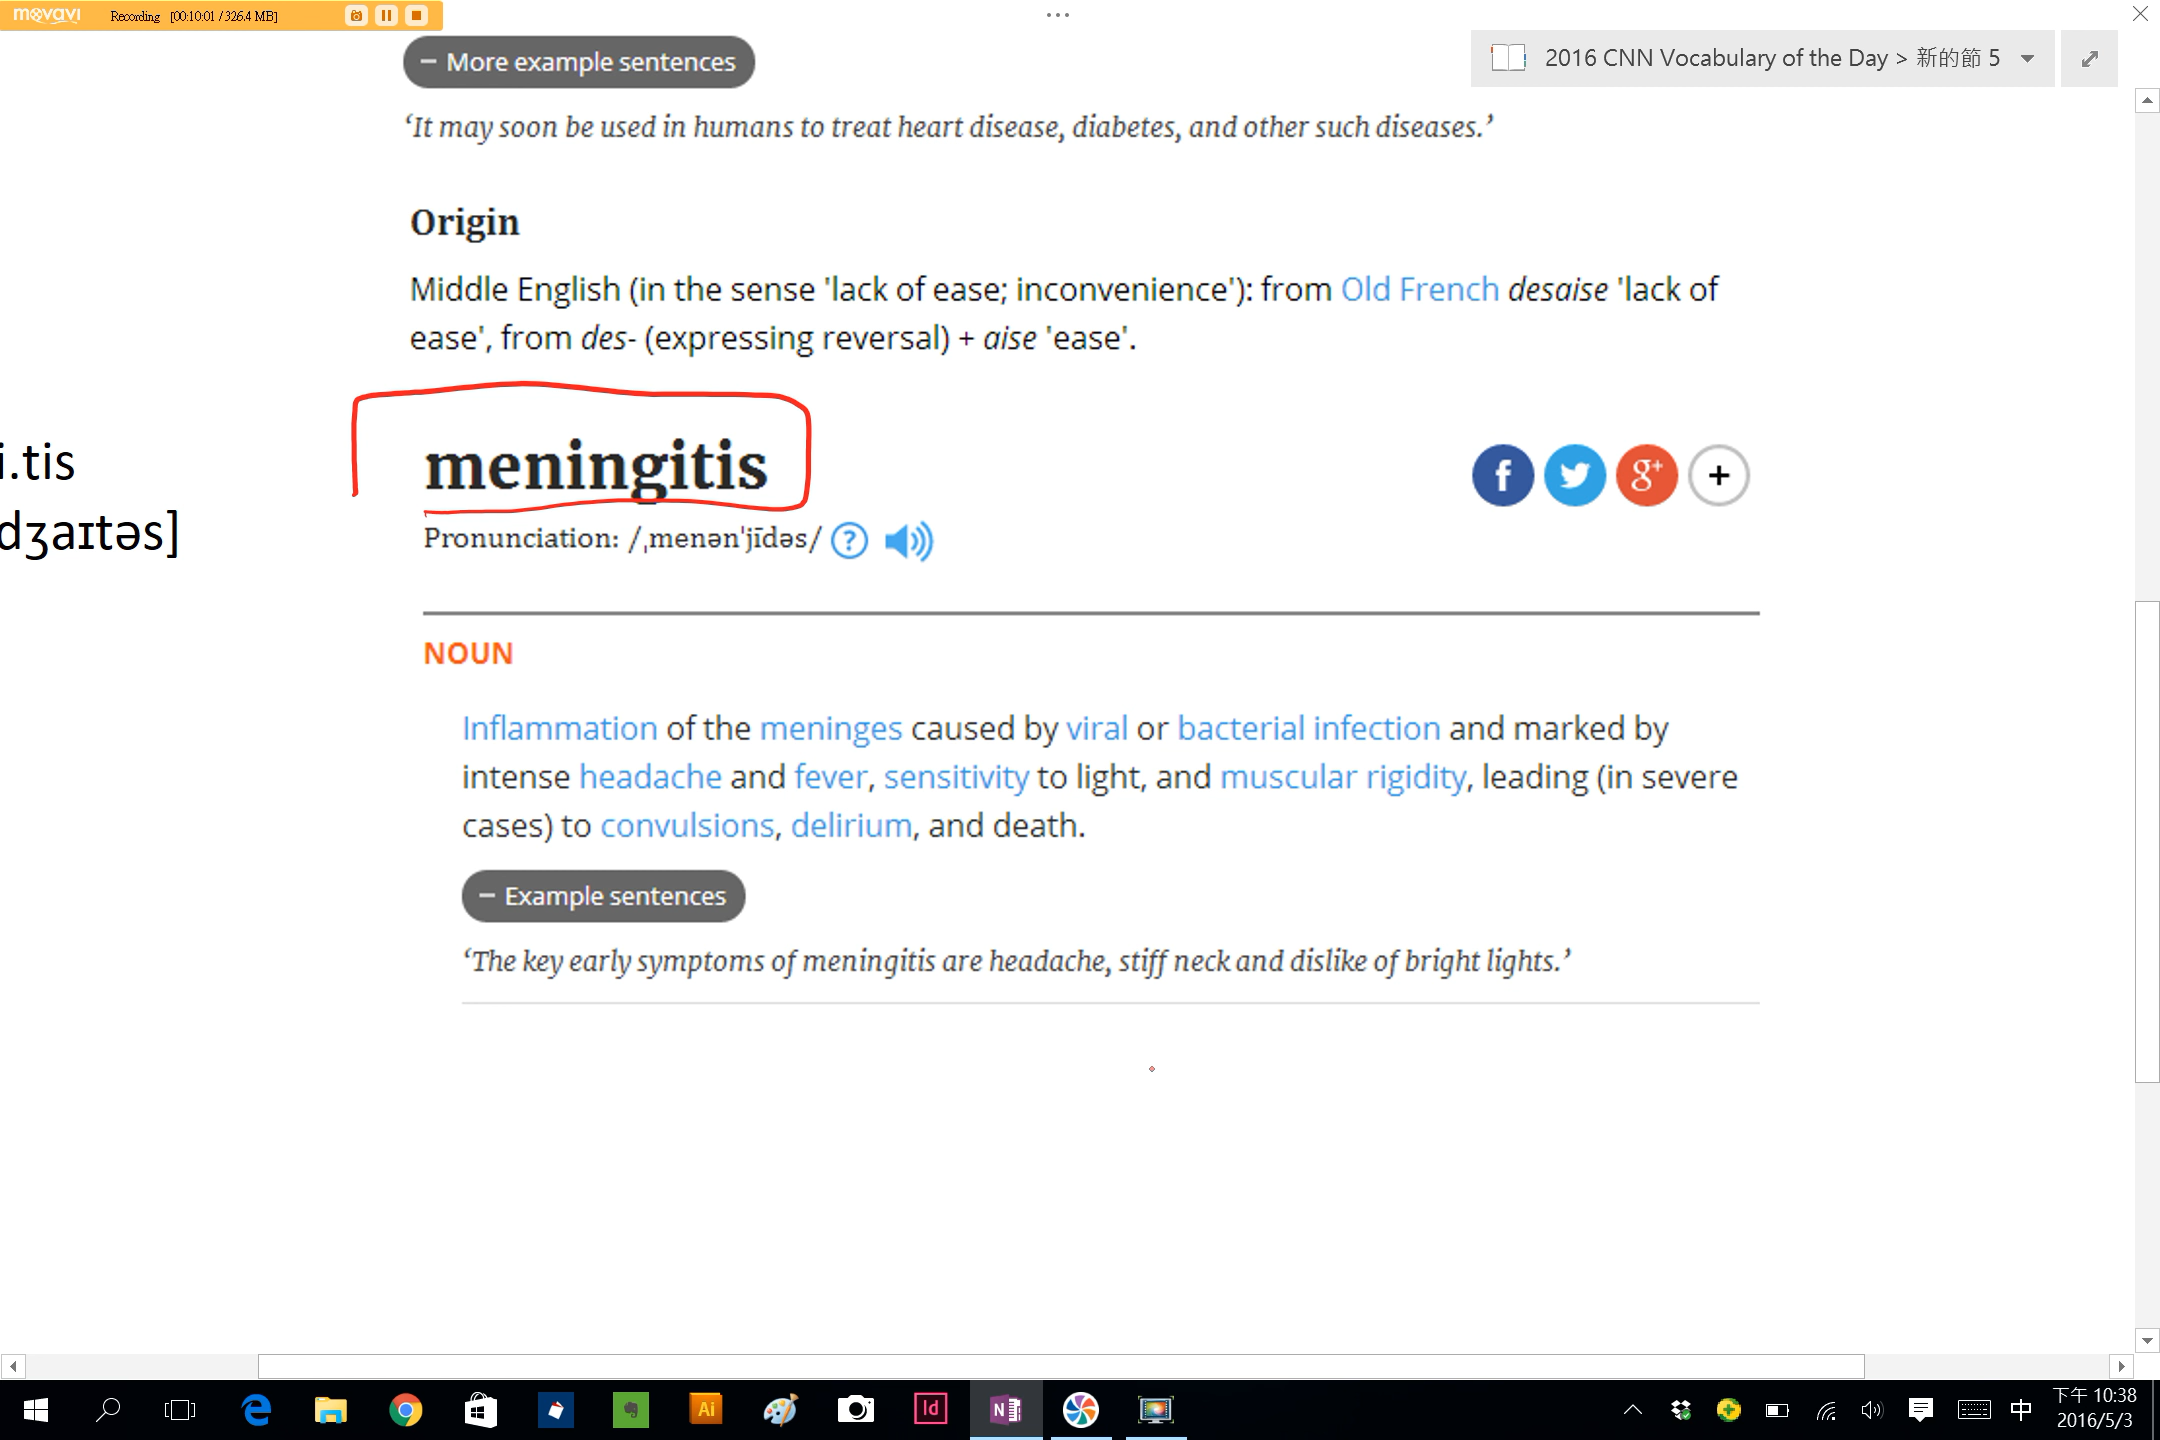 movavi Recording [00:10:01 / 326.4 MB]
− More example sentences
2016 CNN Vocabulary of the Day > 新的節 5
‘It may soon be used in humans to treat heart disease, diabetes, and other such diseases.’
Origin
Middle English (in the sense 'lack of ease; inconvenience'): from Old French desaise 'lack of
ease', from des- (expressing reversal) + aise 'ease'.
i.tis
dʒaɪtəs]
meningitis
f g+ +
Pronunciation: /ˌmenənˈjīdəs/ ?
NOUN
Inflammation of the meninges caused by viral or bacterial infection and marked by
intense headache and fever, sensitivity to light, and muscular rigidity, leading (in severe
cases) to convulsions, delirium, and death.
− Example sentences
‘The key early symptoms of meningitis are headache, stiff neck and dislike of bright lights.’
Ai Id N 中 下午 10:38
2016/5/3